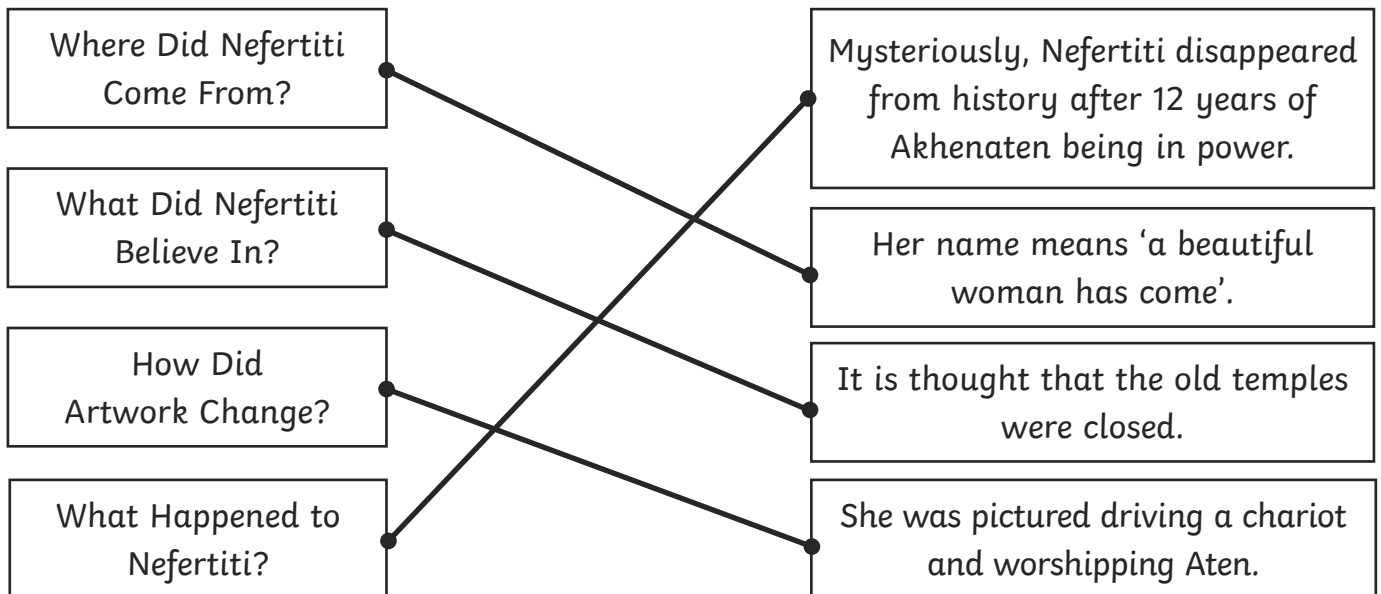 Where Did Nefertiti
Come From?
What Did Nefertiti
Believe In?
How Did
Artwork Change?
What Happened to
Nefertiti?
Mysteriously, Nefertiti disappeared
from history after 12 years of
Akhenaten being in power.
Her name means ‘a beautiful
woman has come’.
It is thought that the old temples
were closed.
She was pictured driving a chariot
and worshipping Aten.